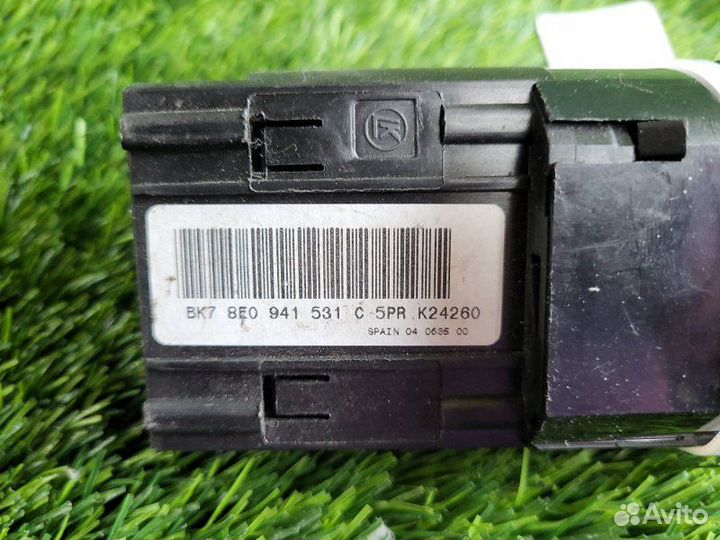 BK7 8E0 941 531 C 5PR K24260
SPAIN 04 0635 00
Avito